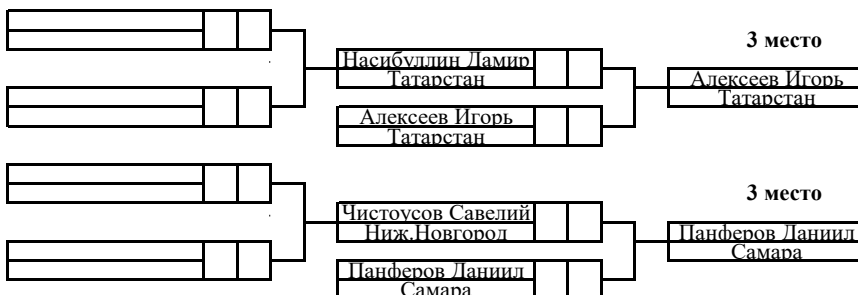 3 место
Насибуллин Дамир
Татарстан
Алексеев Игорь
Татарстан
Алексеев Игорь
Татарстан
3 место
Чистоусов Савелий
Ниж.Новгород
Панферов Даниил
Самара
Панферов Даниил
Самара